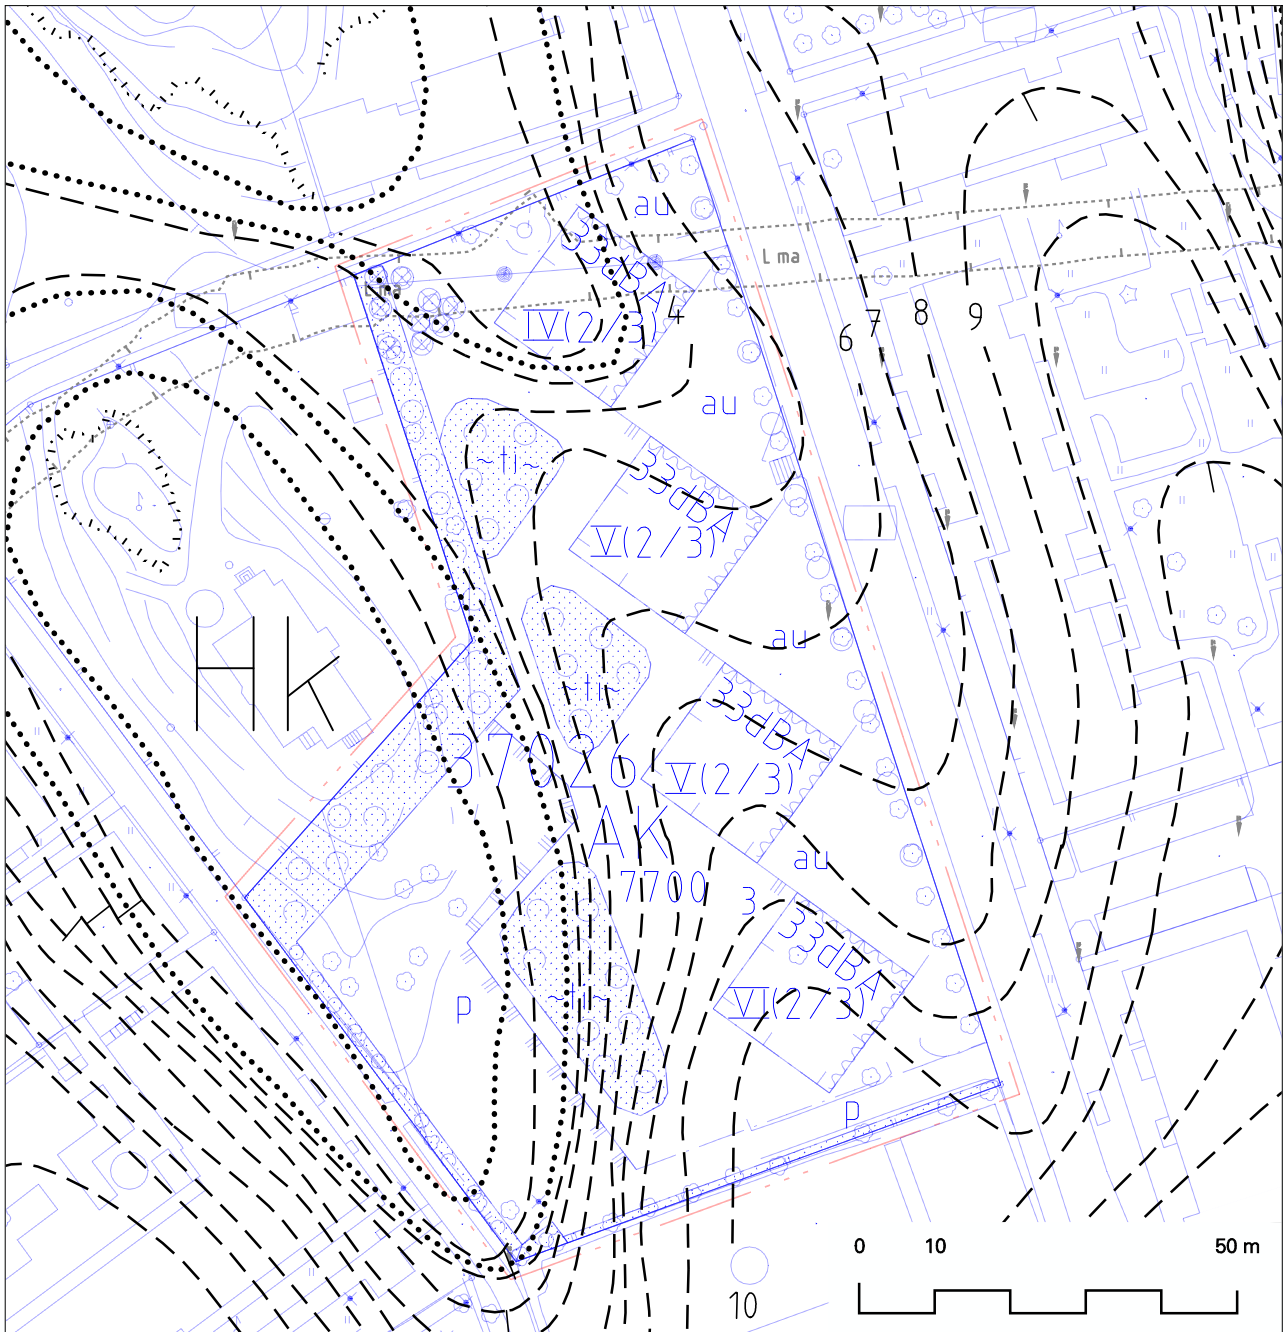 au
L ma
33dBA
L ma
IV(2/3)
4
6
7
8
9
au
~ti~
33dBA
V(2/3)
au
Hk
~ti~
33dBA
37026
V(2/3)
AK
au
7700
3
33dBA
~ti~
VI(2/3)
p
p
0 10 50 m
10